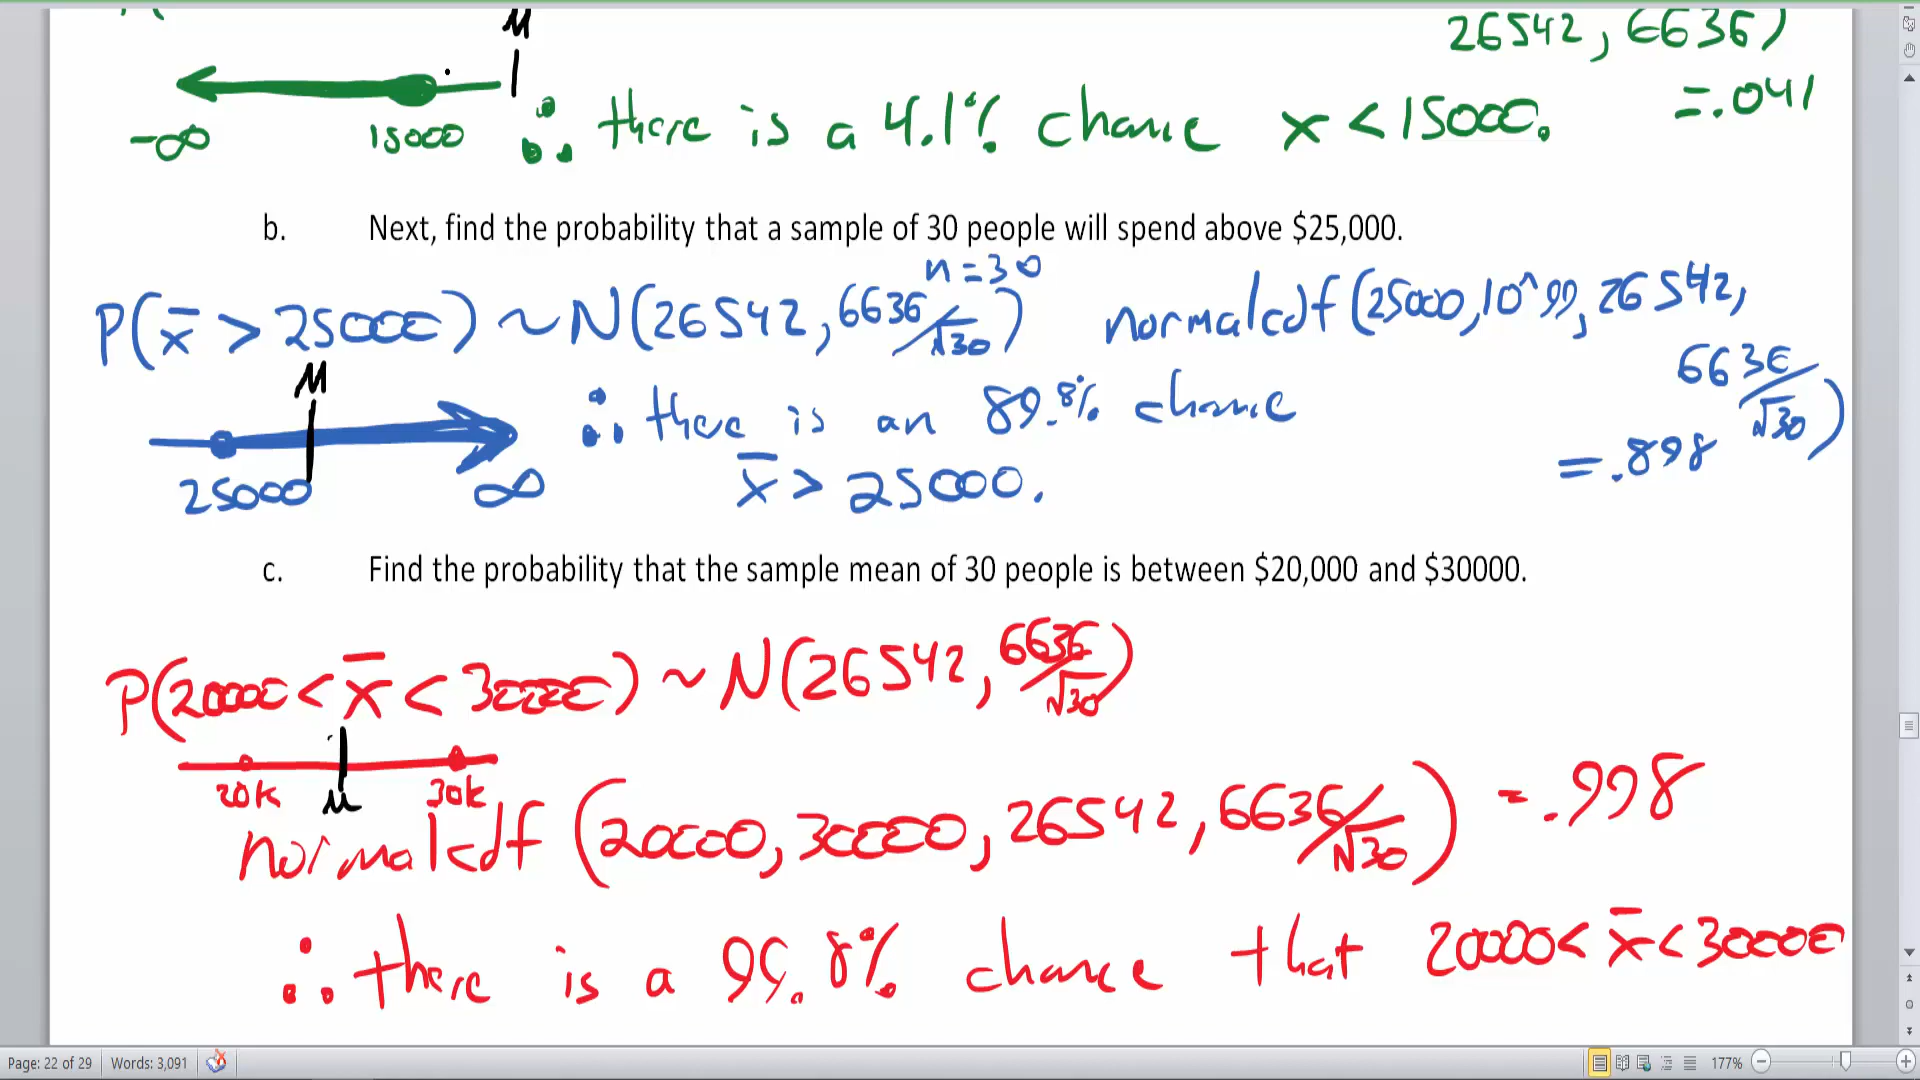 μ
26542, 6636)
= .041
-∞ 15000 ∴ there is a 4.1% chance x < 15000.
b. Next, find the probability that a sample of 30 people will spend above $25,000.
n = 30
P(x̄ > 25000) ~ N(26542, 6636/√30) normalcdf(25000, 10^99, 26542,
6636/√30)
μ
∴ there is an 89.8% chance
= .898
25000 ∞ x̄ > 25000.
c. Find the probability that the sample mean of 30 people is between $20,000 and $30000.
P(20000 < x̄ < 30000) ~ N(26542, 6636/√30)
20k μ 30k
normalcdf (20000, 30000, 26542, 6636/√30) = .998
∴ there is a 99.8% chance that 20000 < x̄ < 30000
Page: 22 of 29 Words: 3,091 177%